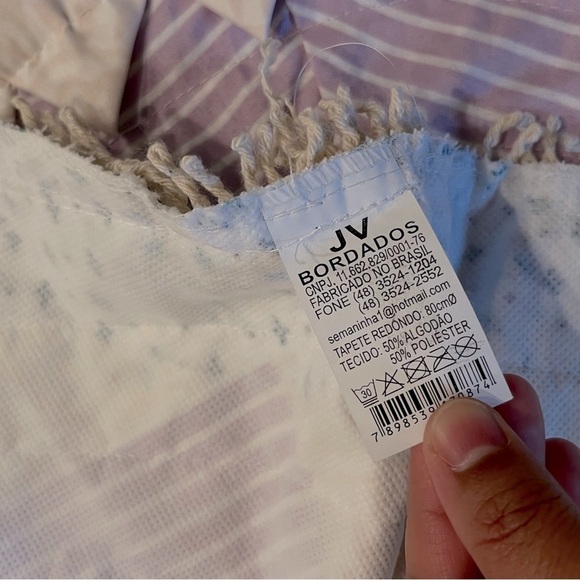 JV
BORDADOS
CNPJ. 11.662.829/0001-76
FABRICADO NO BRASIL
FONE (48) 3524-1204
(48) 3524-2552
semaninha1@hotmail.com
TAPETE REDONDO: 80cmØ
TECIDO: 50% ALGODÃO
50% POLIÉSTER
30